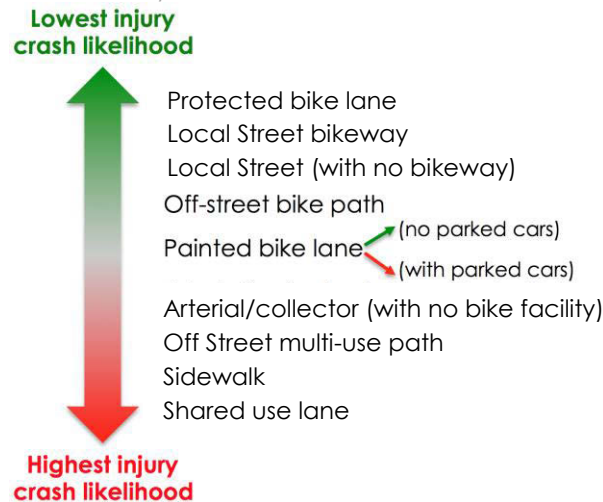 Lowest injury
crash likelihood
Protected bike lane
Local Street bikeway
Local Street (with no bikeway)
Off-street bike path
(no parked cars)
Painted bike lane
(with parked cars)
Arterial/collector (with no bike facility)
Off Street multi-use path
Sidewalk
Shared use lane
Highest injury
crash likelihood